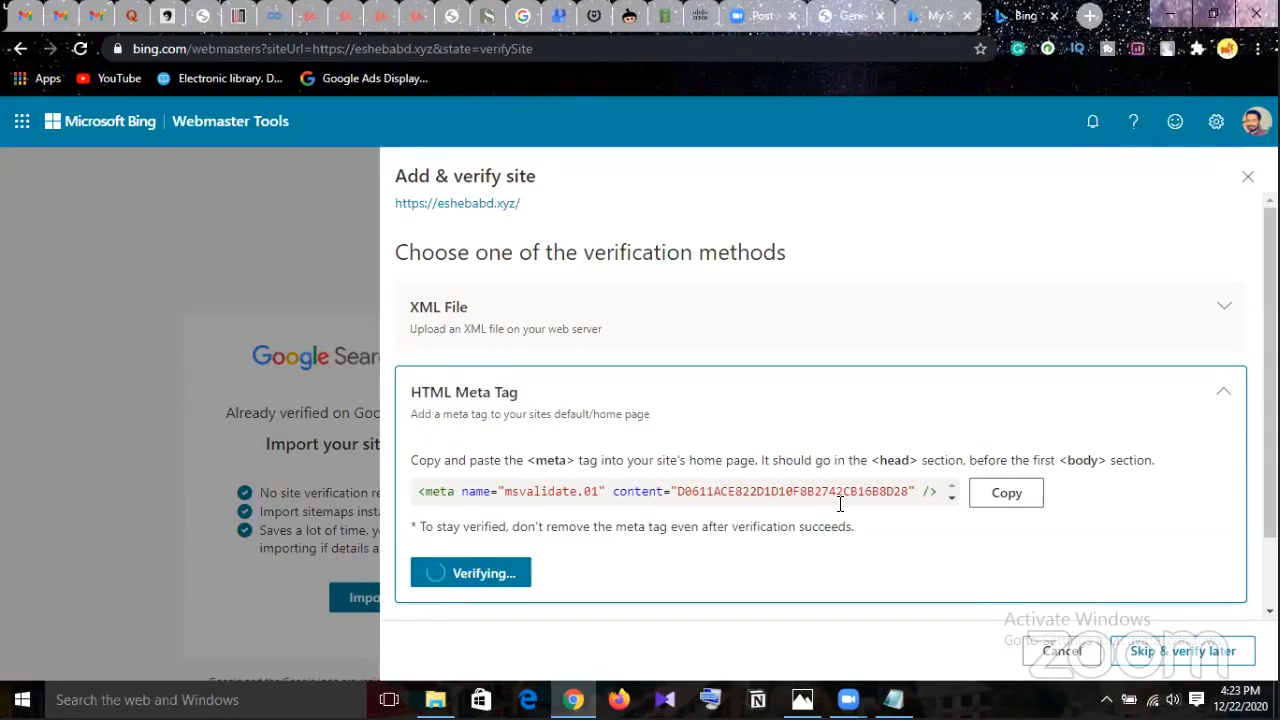 Post
Gene
My S
Bing
bing.com/webmasters?siteUrl=https://eshebabd.xyz&state=verifySite
Apps
YouTube
Electronic library. D...
Google Ads Display...
Microsoft Bing
Webmaster Tools
Add & verify site
https://eshebabd.xyz/
Choose one of the verification methods
XML File
Upload an XML file on your web server
HTML Meta Tag
Add a meta tag to your sites default/home page
Copy and paste the <meta> tag into your site's home page. It should go in the <head> section, before the first <body> section.
<meta name="msvalidate.01" content="D0611ACE822D1D10F8B2742CB16B8D28" />
Copy
* To stay verified, don't remove the meta tag even after verification succeeds.
Verifying...
Google Sear
Already verified on Goo
Import your sit
No site verification re
Import sitemaps inst
Saves a lot of time,
importing if details a
Impo
Activate Windows
Cancel
Skip & verify later
zoom
Search the web and Windows
4:23 PM
12/22/2020